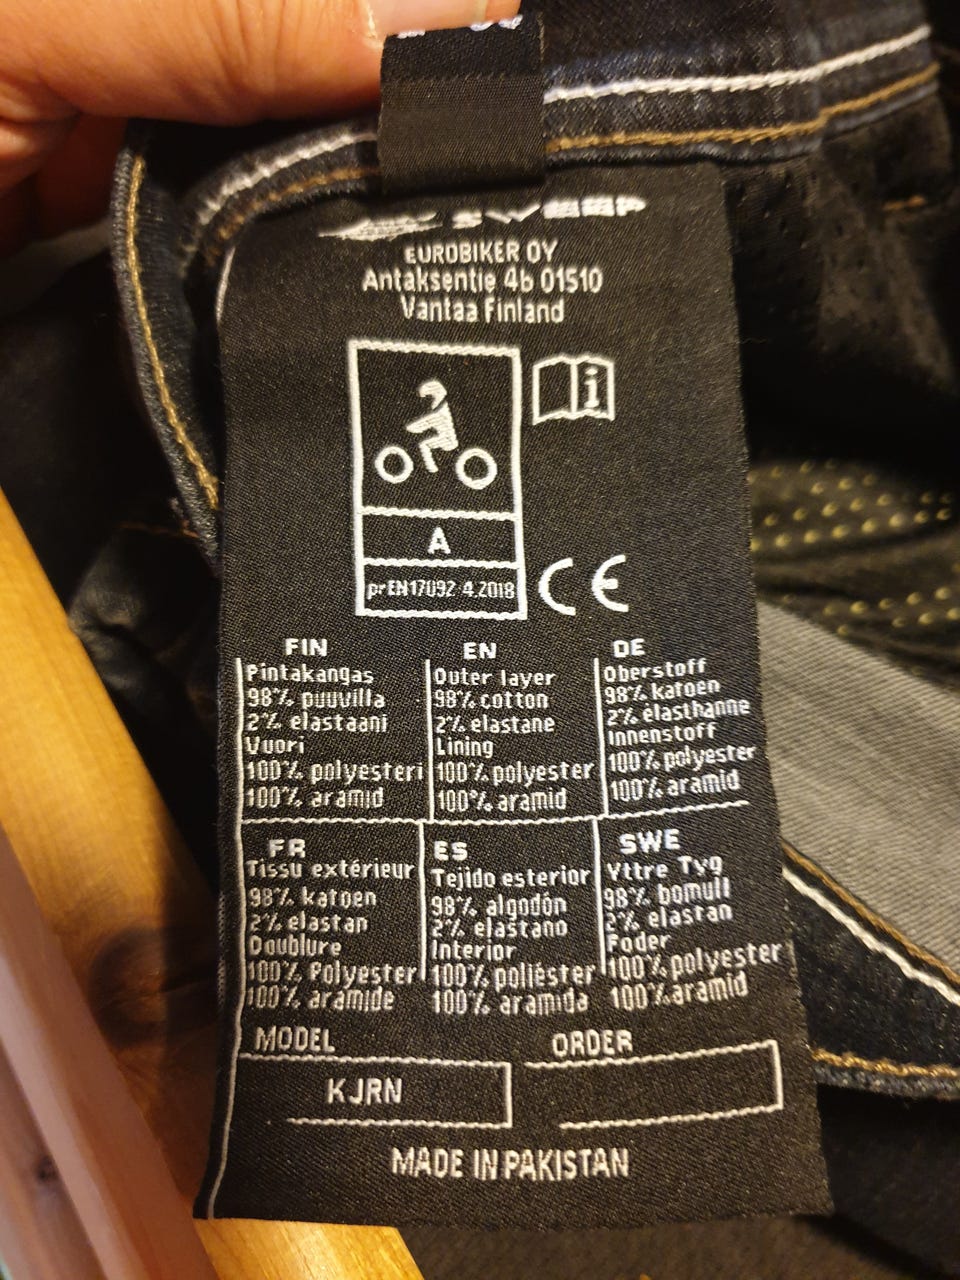 SWEEP
EUROBIKER OY
Antaksentie 4b 01510
Vantaa Finland
i
A
prEN17092-4.2018
CE
FIN
Pintakangas
98% puuvilla
2% elastaani
Vuori
100% polyesteri
100% aramid
EN
Outer layer
98% cotton
2% elastane
Lining
100% polyester
100% aramid
DE
Oberstoff
98% katoen
2% elasthanne
Innenstoff
100% polyester
100% aramid
FR
Tissu extérieur
98% katoen
2% elastan
Doublure
100% Polyester
100% aramide
ES
Tejido esterior
98% algodón
2% elastano
Interior
100% poliéster
100% aramida
SWE
Yttre Tyg
98% bomull
2% elastan
Foder
100% polyester
100% aramid
MODEL
KJRN
ORDER
MADE IN PAKISTAN